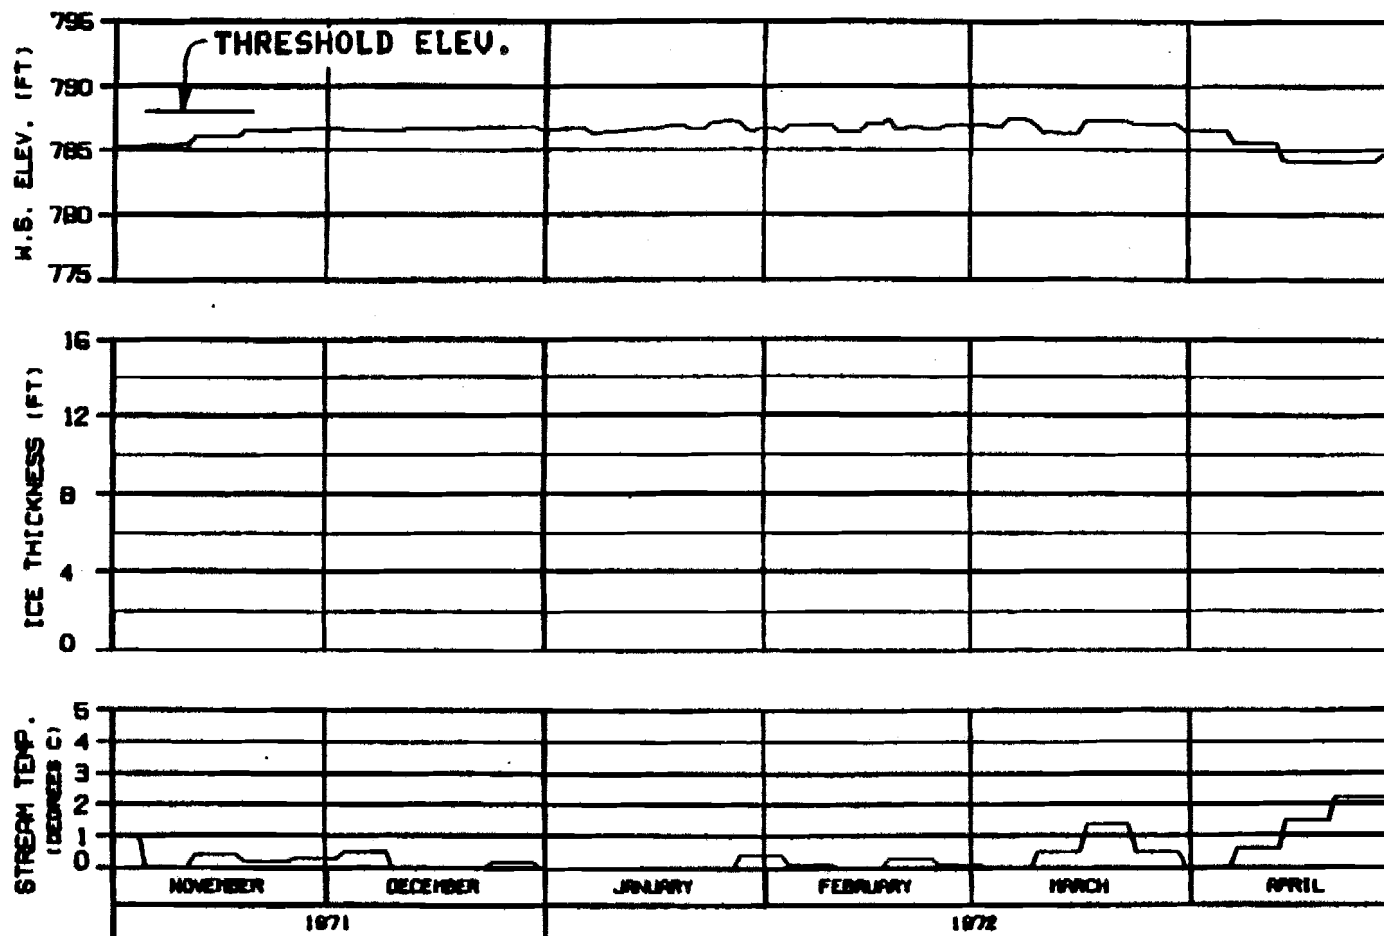 795
THRESHOLD ELEV.
790
785
780
775
W.S. ELEV. (FT)
16
12
8
4
0
ICE THICKNESS (FT)
5
4
3
2
1
0
STREAM TEMP.
(DEGREES C)
NOVEMBER DECEMBER JANUARY FEBRUARY MARCH APRIL
1971 1972